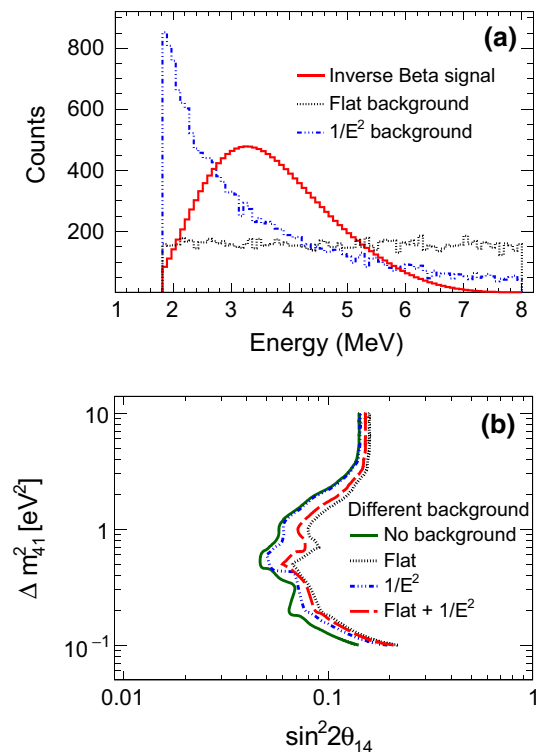 (a)
800
600
400
200
Counts
Inverse Beta signal
Flat background
1/E² background
1 2 3 4 5 6 7 8
Energy (MeV)
(b)
10
1
10⁻¹
Δ m²₄₁ [eV²]
Different background
No background
Flat
1/E²
Flat + 1/E²
0.01 0.1 1
sin²2θ₁₄